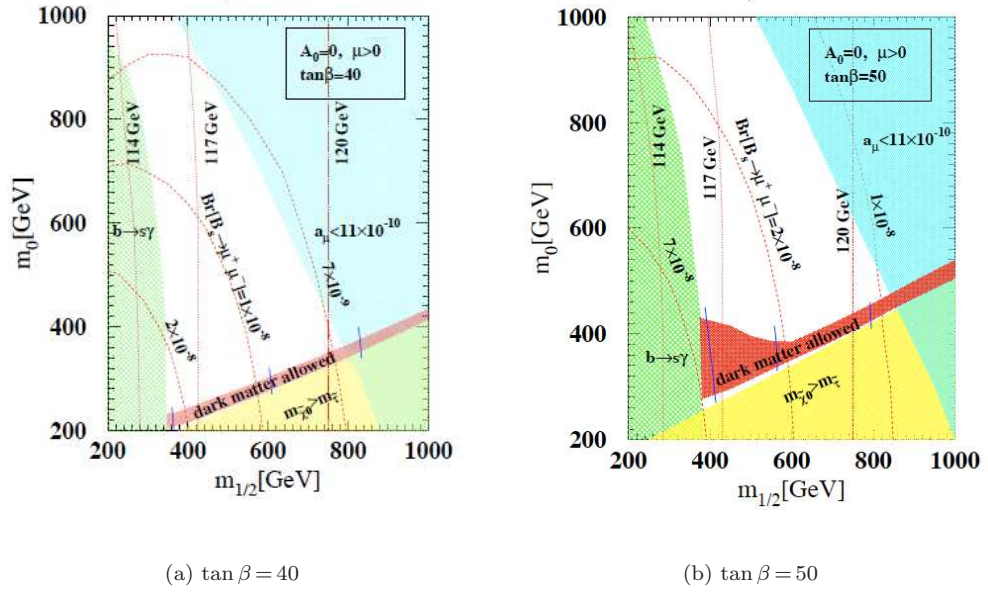 1000
800
600
400
200
m₀[GeV]
A₀=0, μ>0
tanβ=40
114 GeV
117 GeV
120 GeV
Br[B_s→μ⁺ μ⁻]=1×10⁻⁸
b→sγ
a_μ<11×10⁻¹⁰
7×10⁻⁹
2×10⁻⁸
dark matter allowed
m_χ̃⁰>m_τ̃
200 400 600 800 1000
m_{1/2}[GeV]
(a) tan β = 40
1000
800
600
400
200
m₀[GeV]
A₀=0, μ>0
tanβ=50
114 GeV
117 GeV
120 GeV
Br[B_s→μ⁺ μ⁻]=2×10⁻⁸
a_μ<11×10⁻¹⁰
1×10⁻⁸
7×10⁻⁸
b→sγ
dark matter allowed
m_χ̃⁰>m_τ̃
200 400 600 800 1000
m_{1/2}[GeV]
(b) tan β = 50